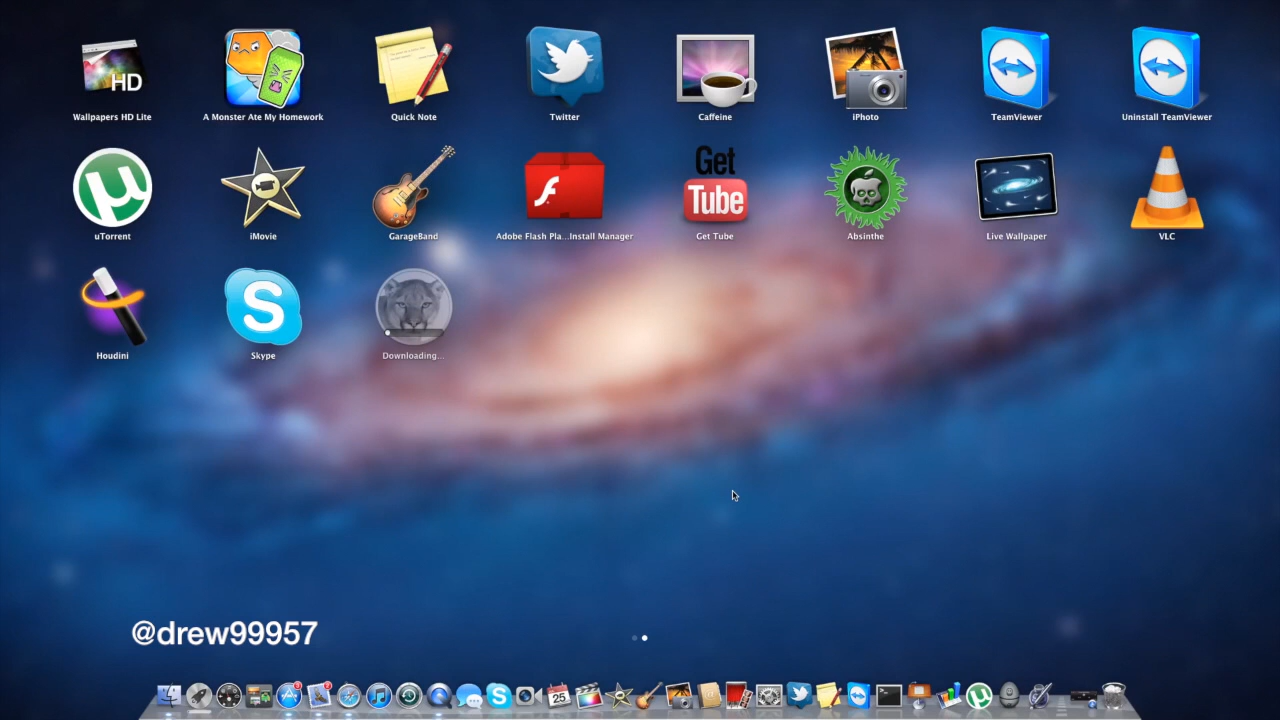 HD
Wallpapers HD Lite
A Monster Ate My Homework
Quick Note
Twitter
Caffeine
iPhoto
TeamViewer
Uninstall TeamViewer
µ
uTorrent
iMovie
GarageBand
Adobe Flash Pla...Install Manager
Get
Tube
Get Tube
Absinthe
Live Wallpaper
VLC
Houdini
S
Skype
Downloading...
@drew99957
25